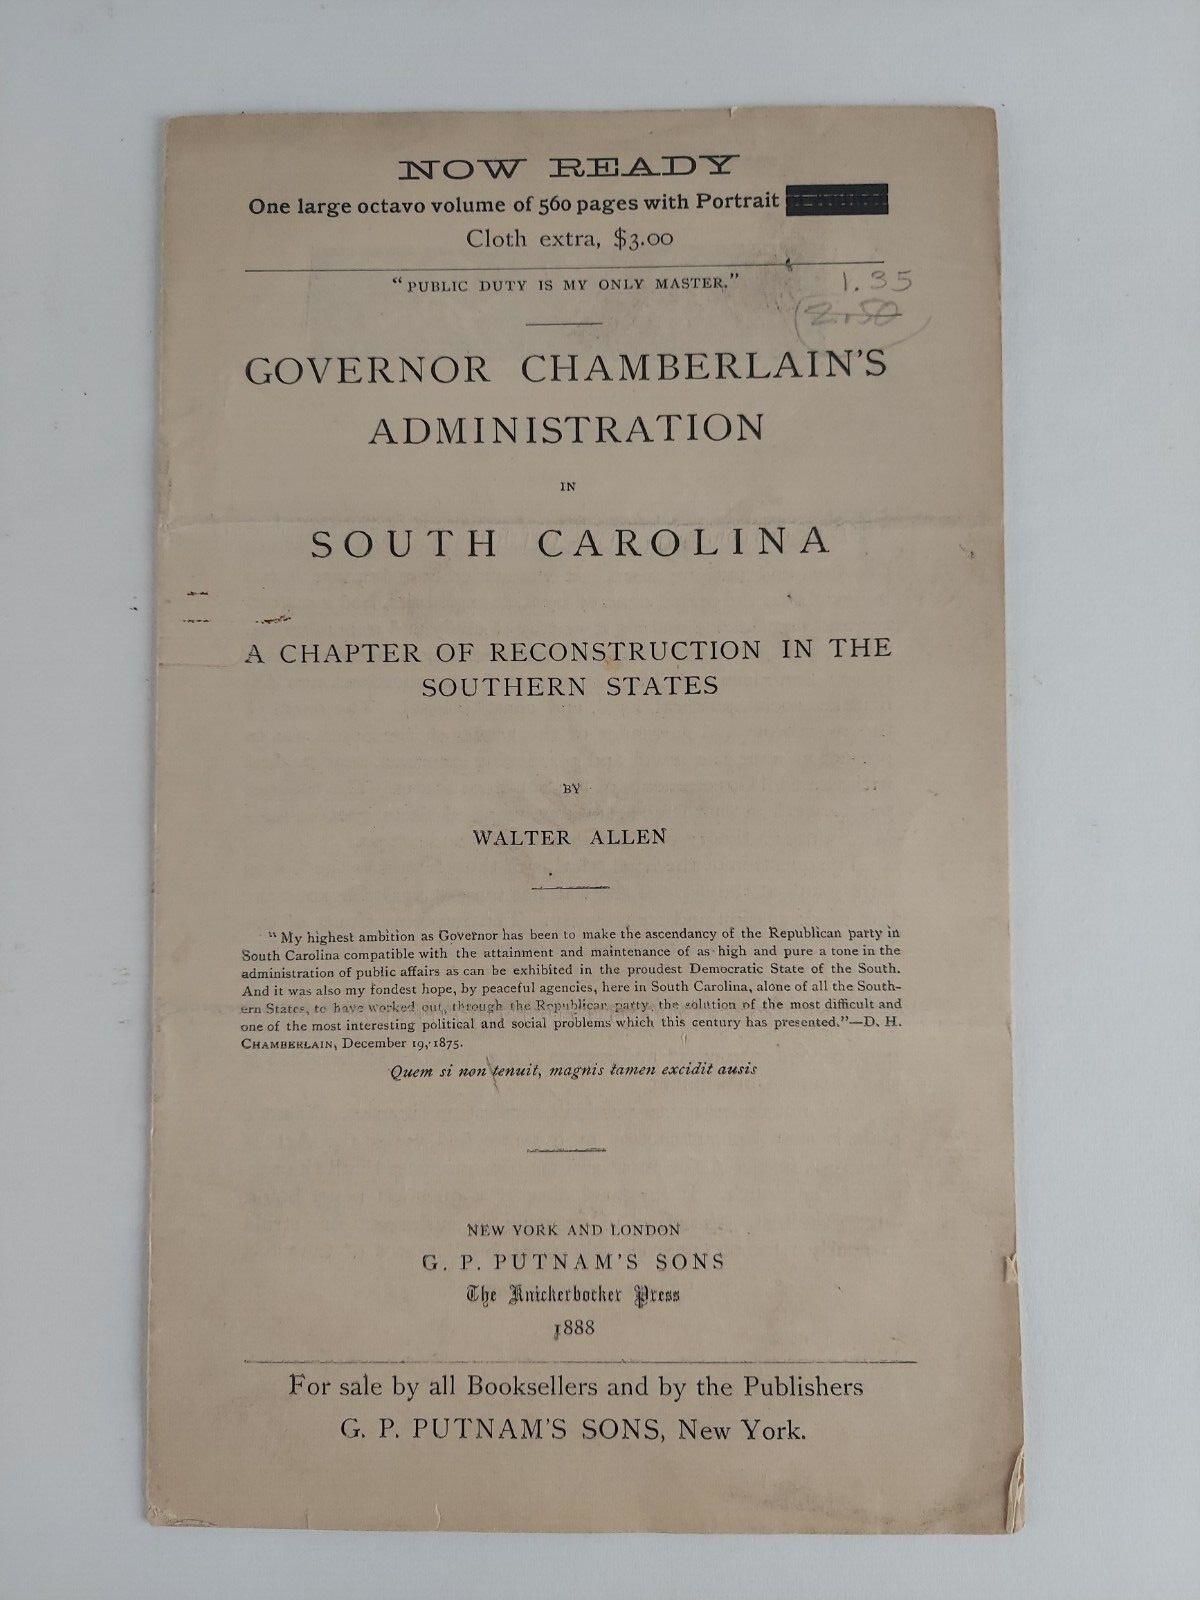 NOW READY
One large octavo volume of 560 pages with Portrait
Cloth extra, $3.00
"PUBLIC DUTY IS MY ONLY MASTER."
1.35
2.50
GOVERNOR CHAMBERLAIN'S
ADMINISTRATION
IN
SOUTH CAROLINA
A CHAPTER OF RECONSTRUCTION IN THE
SOUTHERN STATES
BY
WALTER ALLEN
"My highest ambition as Governor has been to make the ascendancy of the Republican party in
South Carolina compatible with the attainment and maintenance of as high and pure a tone in the
administration of public affairs as can be exhibited in the proudest Democratic State of the South.
And it was also my fondest hope, by peaceful agencies, here in South Carolina, alone of all the South-
ern States, to have worked out, through the Republican party, the solution of the most difficult and
one of the most interesting political and social problems which this century has presented."—D. H.
CHAMBERLAIN, December 19, 1875.
Quem si non tenuit, magnis tamen excidit ausis
NEW YORK AND LONDON
G. P. PUTNAM'S SONS
The Knickerbocker Press
1888
For sale by all Booksellers and by the Publishers
G. P. PUTNAM'S SONS, New York.